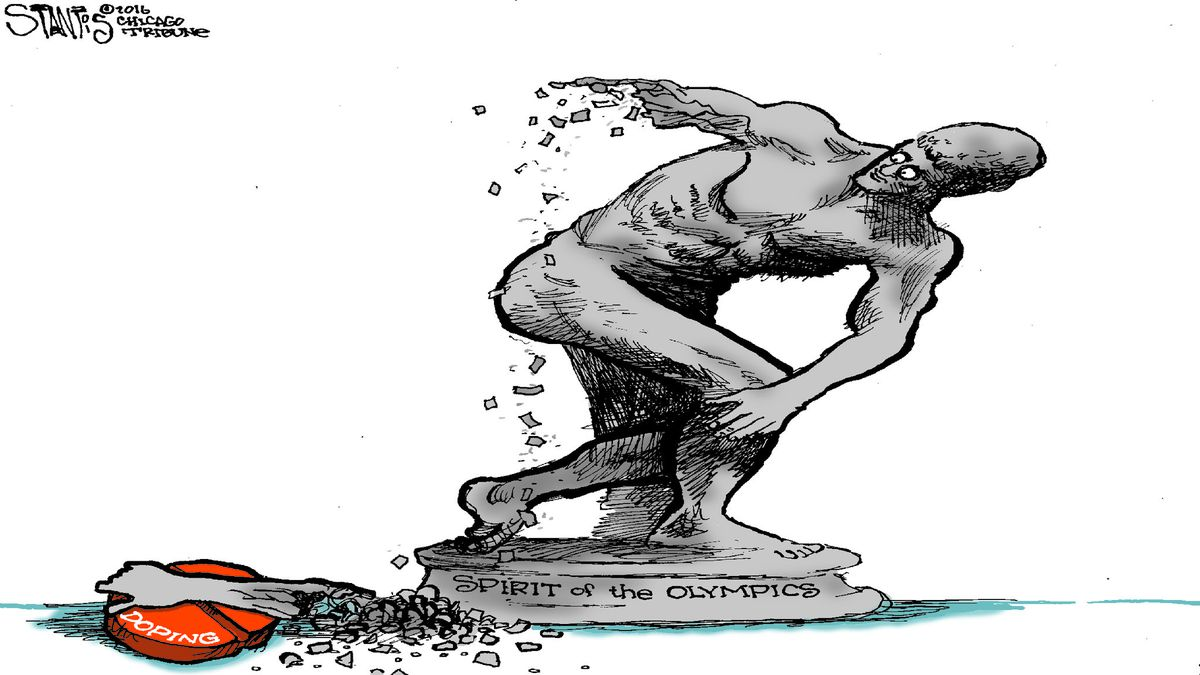 STANTIS ©2016
CHICAGO
TRIBUNE
SPIRIT of the OLYMPICS
DOPING